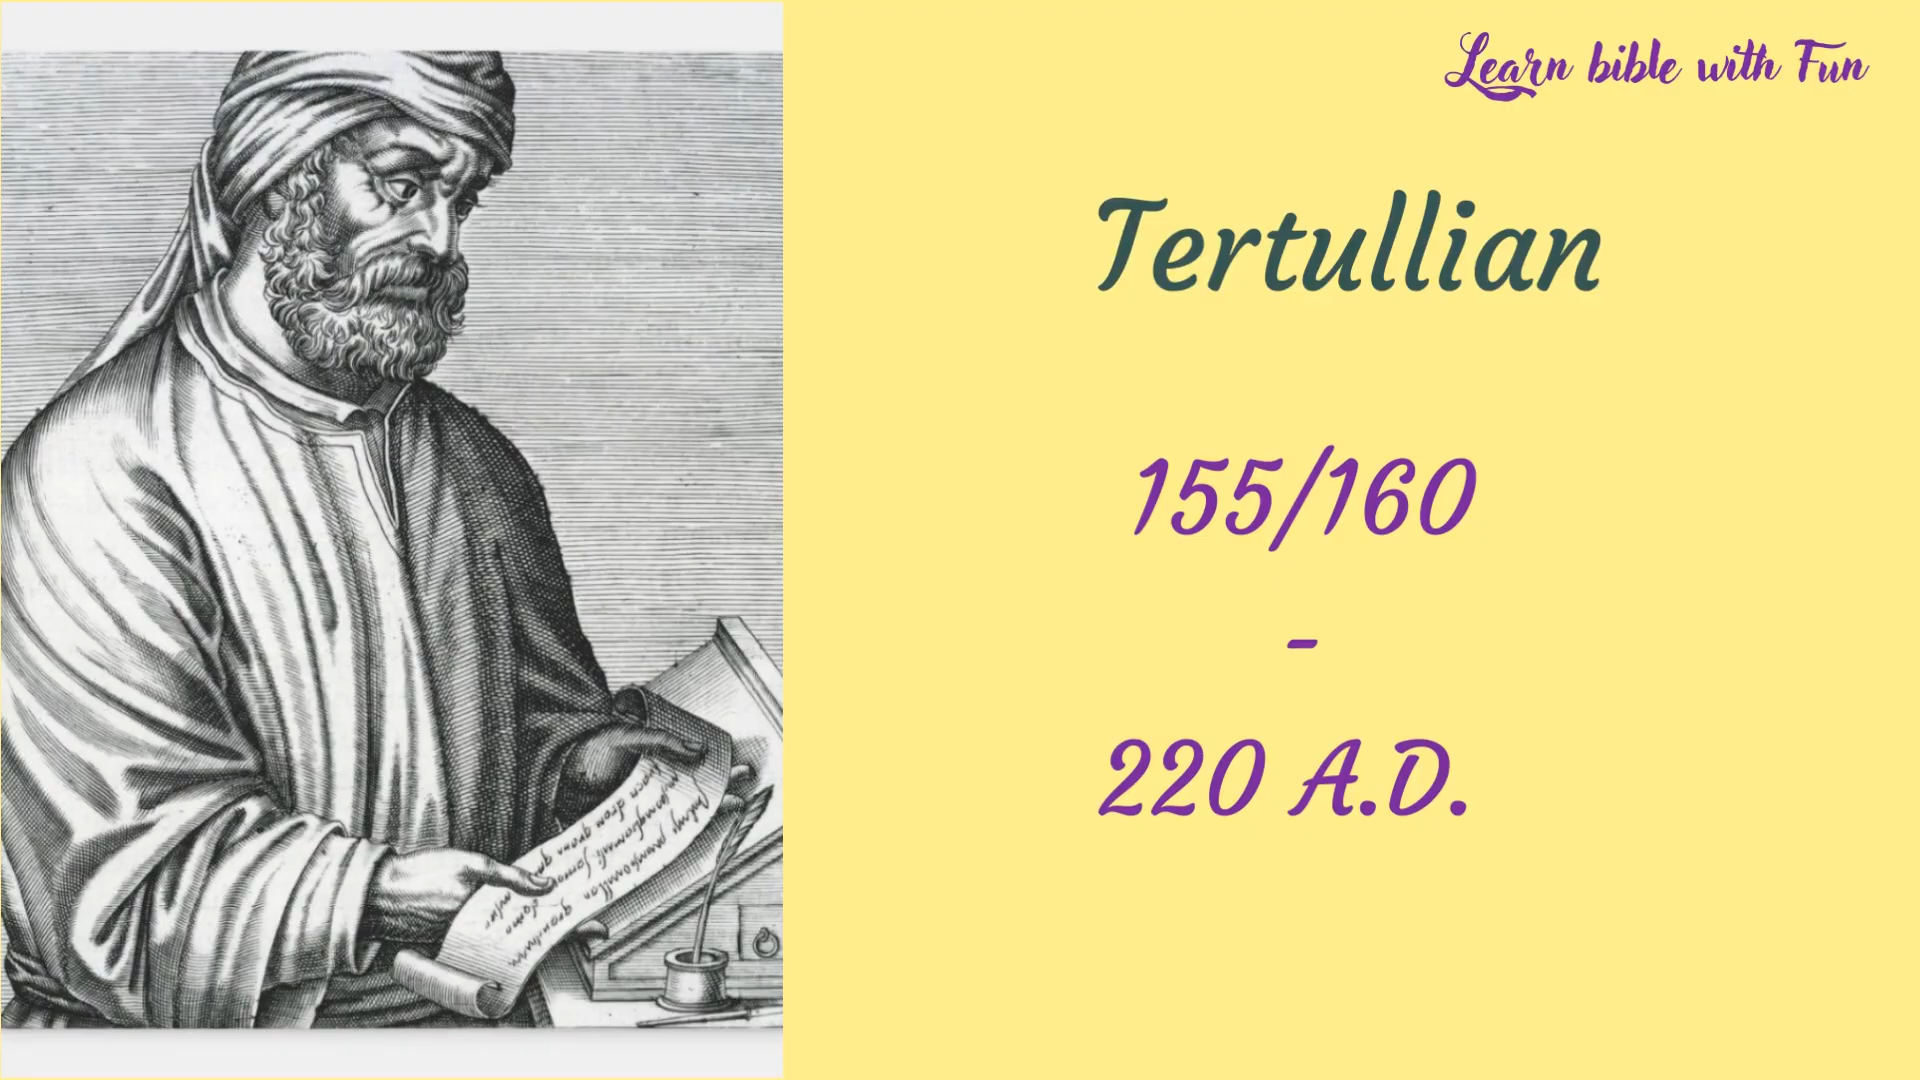 Learn bible with Fun
Tertullian
155/160
-
220 A.D.